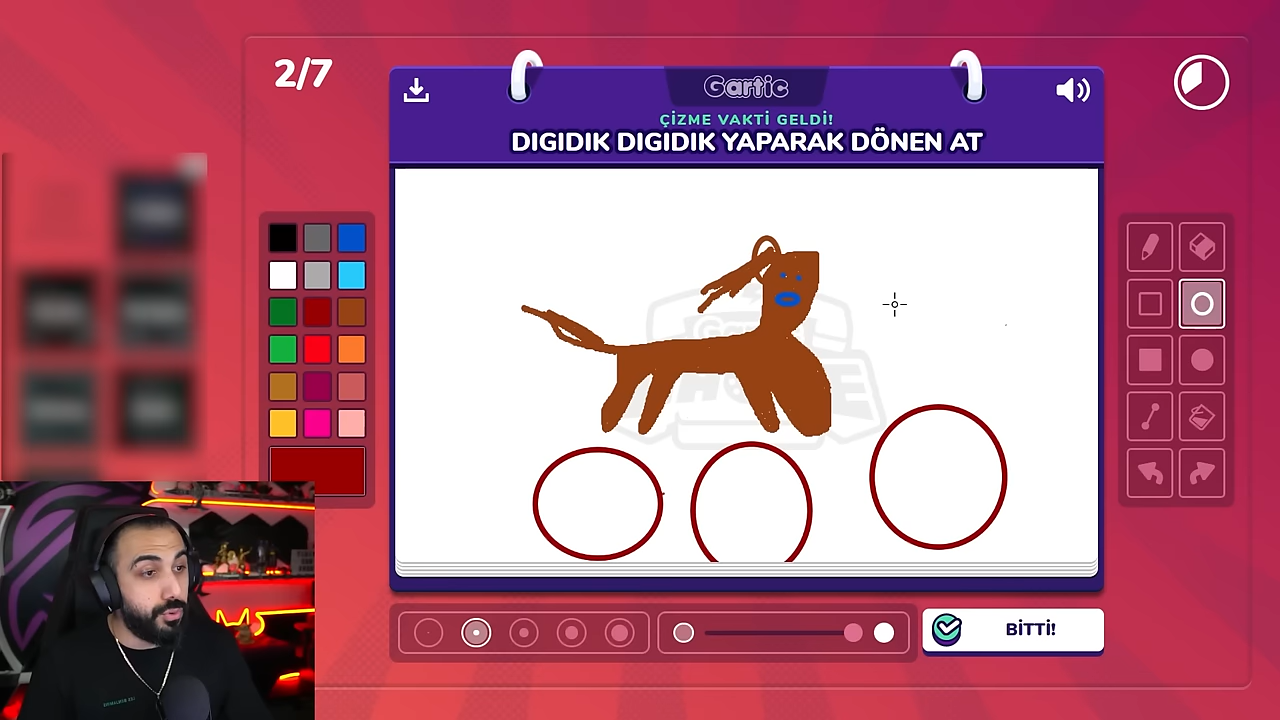 2/7
Gartic
ÇİZME VAKTİ GELDİ!
DIGIDIK DIGIDIK YAPARAK DÖNEN AT
BİTTİ!